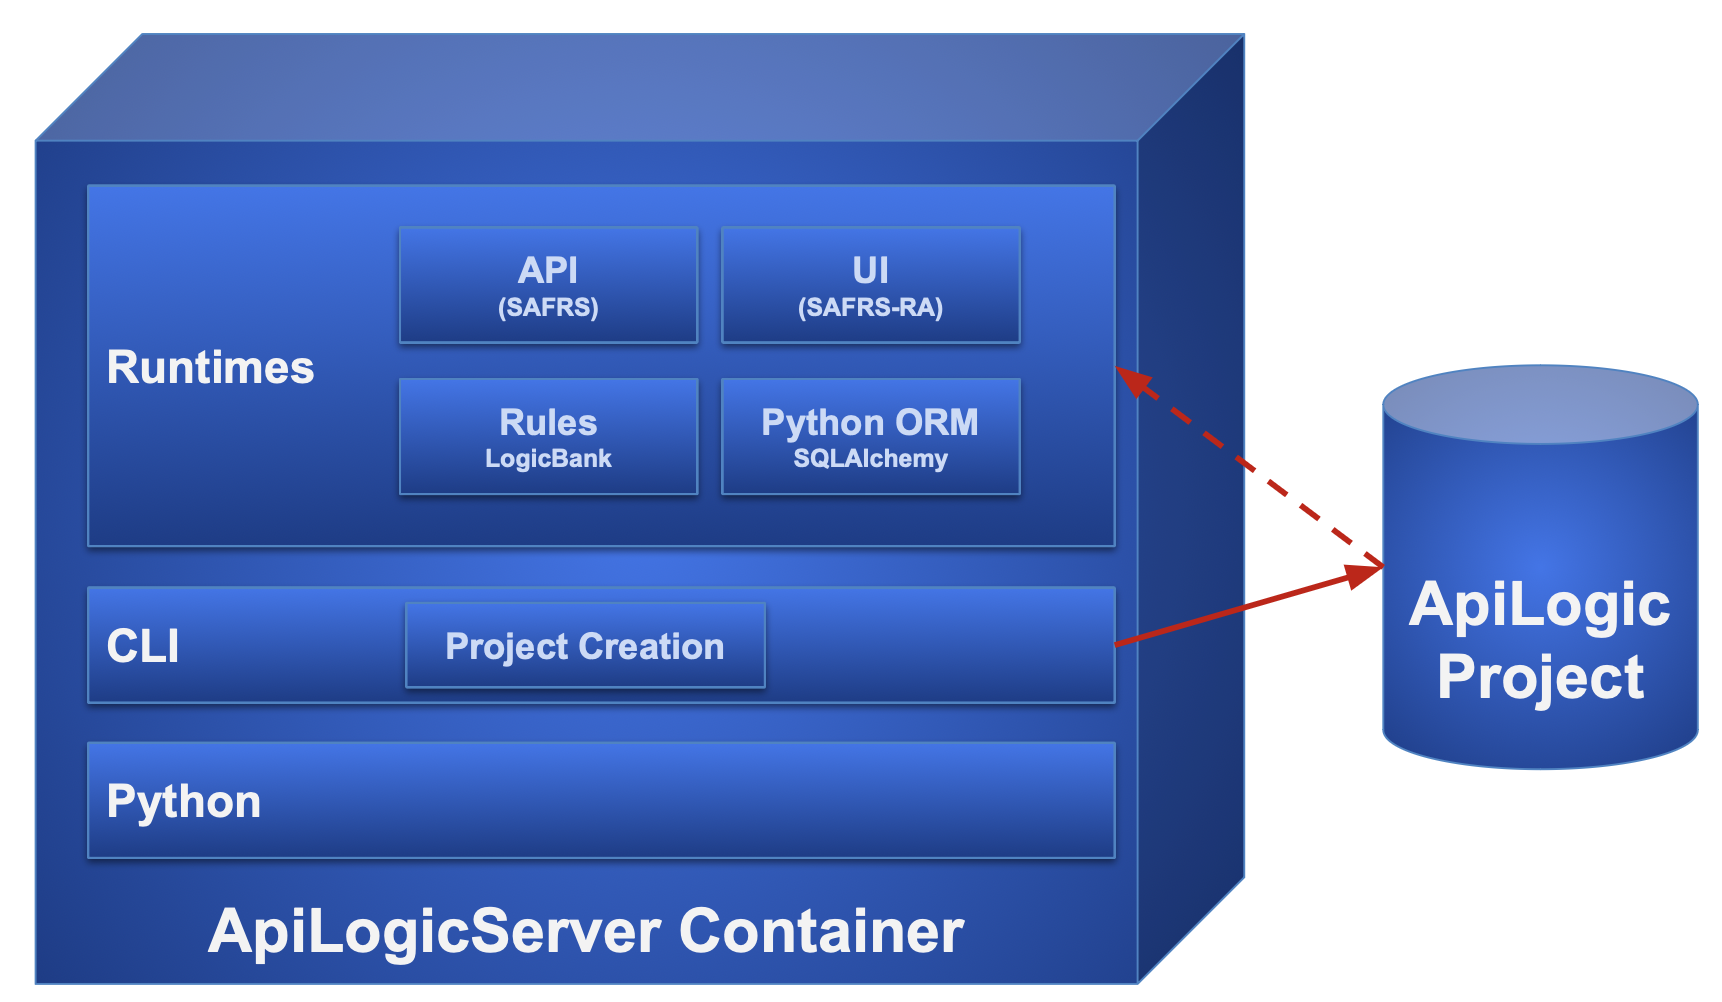 Runtimes
API
(SAFRS)
UI
(SAFRS-RA)
Rules
LogicBank
Python ORM
SQLAlchemy
CLI
Project Creation
Python
ApiLogicServer Container
ApiLogic
Project